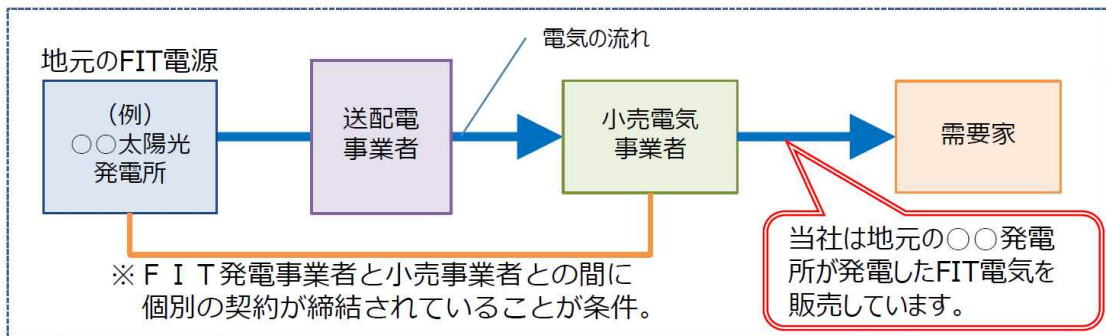 電気の流れ
地元のFIT電源
(例)
○○太陽光
発電所
送配電
事業者
小売電気
事業者
需要家
当社は地元の○○発電
所が発電したFIT電気を
販売しています。
※ＦＩＴ発電事業者と小売事業者との間に
個別の契約が締結されていることが条件。